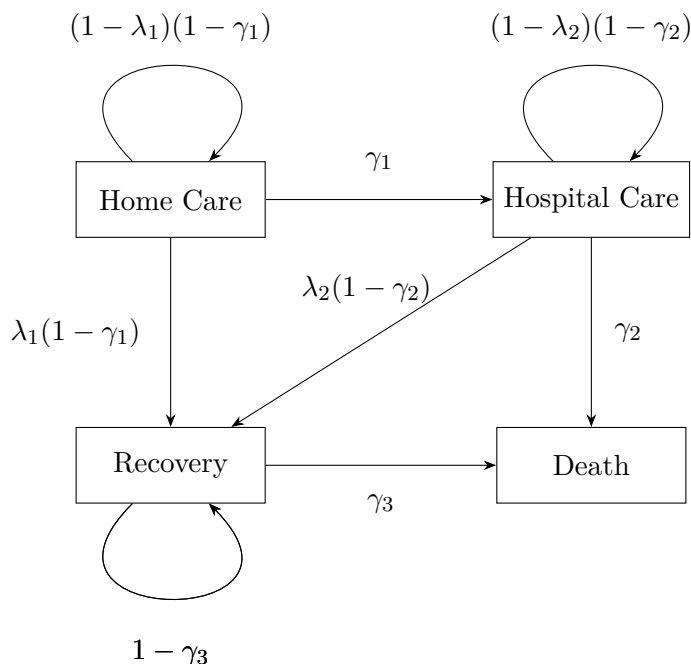 (1 − λ₁)(1 − γ₁)
(1 − λ₂)(1 − γ₂)
γ₁
Home Care
Hospital Care
λ₂(1 − γ₂)
λ₁(1 − γ₁)
γ₂
Recovery
Death
γ₃
1 − γ₃